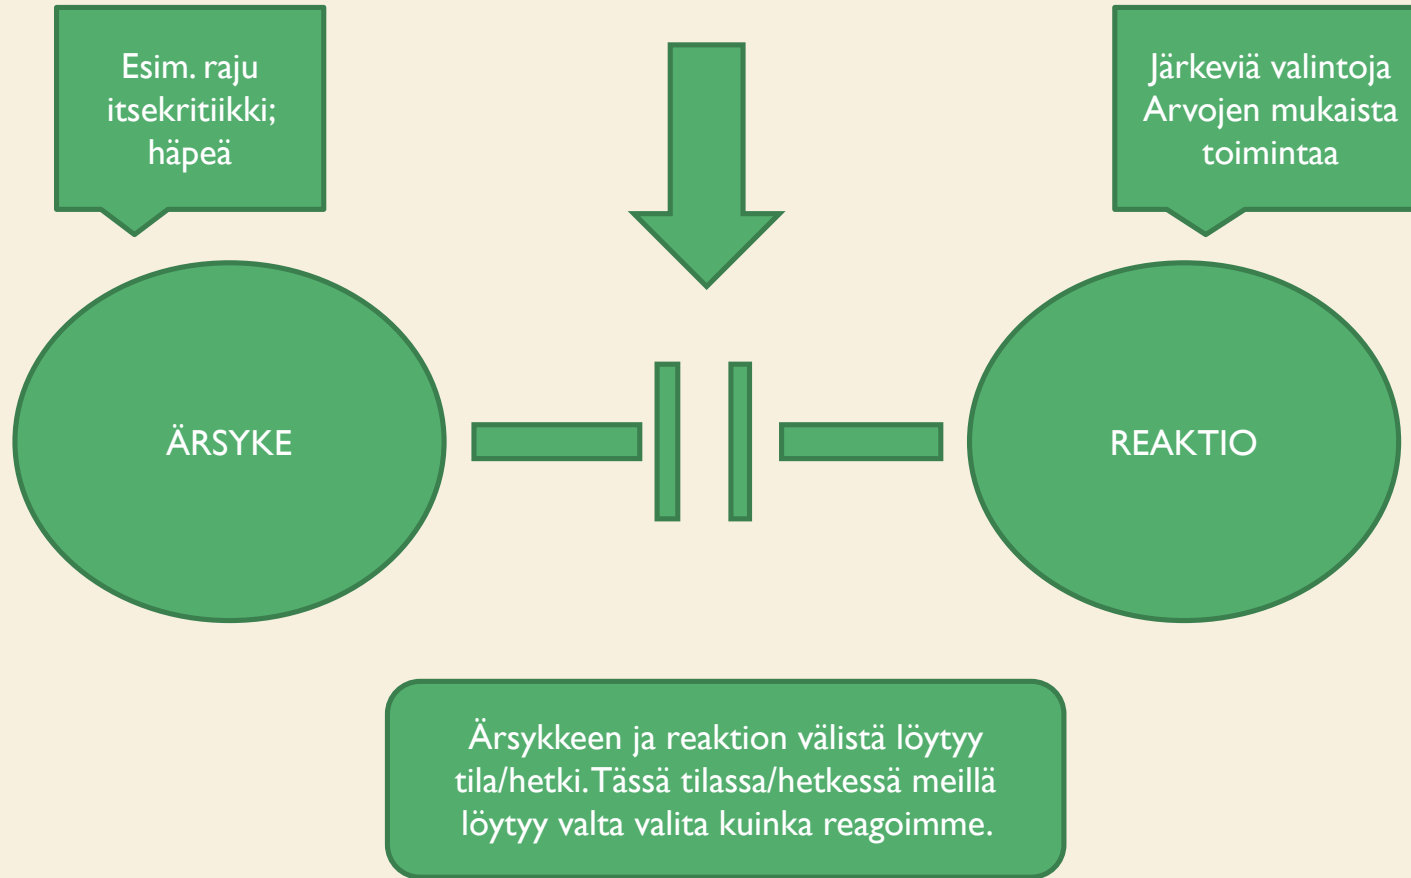 Esim. raju
itsekritiikki;
häpeä
Järkeviä valintoja
Arvojen mukaista
toimintaa
ÄRSYKE
REAKTIO
Ärsykkeen ja reaktion välistä löytyy
tila/hetki. Tässä tilassa/hetkessä meillä
löytyy valta valita kuinka reagoimme.